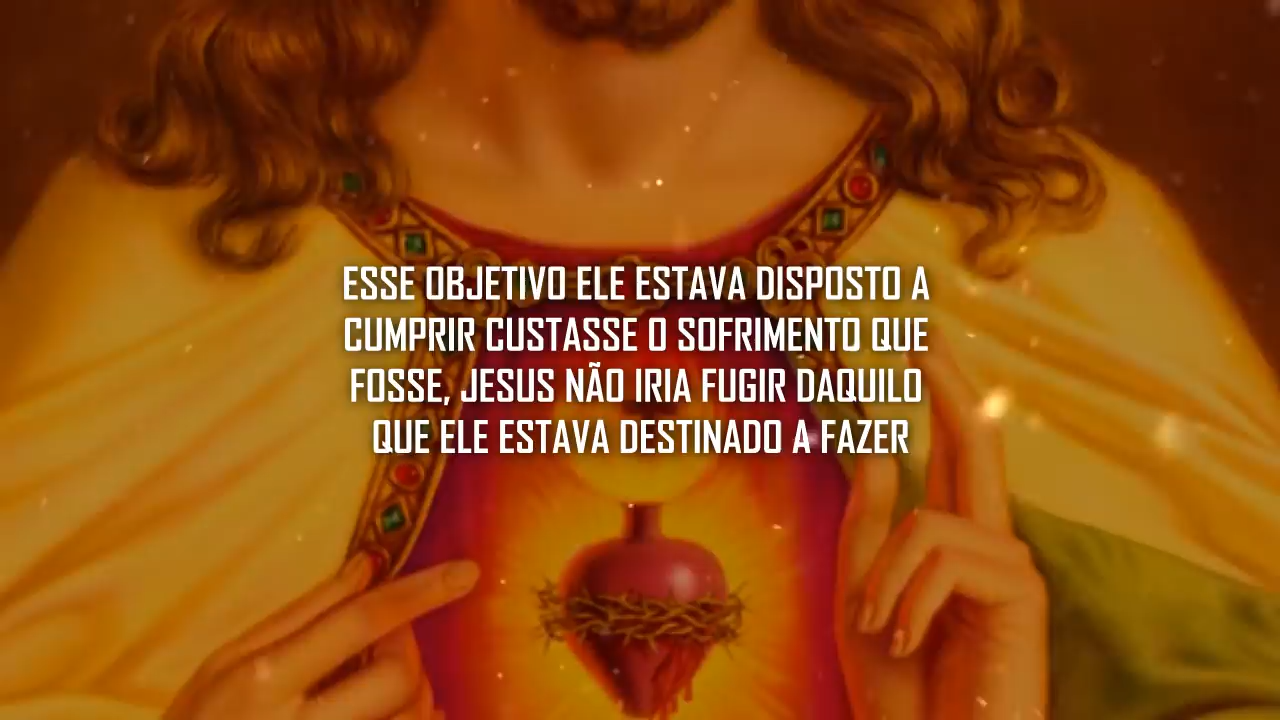 ESSE OBJETIVO ELE ESTAVA DISPOSTO A
CUMPRIR CUSTASSE O SOFRIMENTO QUE
FOSSE, JESUS NÃO IRIA FUGIR DAQUILO
QUE ELE ESTAVA DESTINADO A FAZER